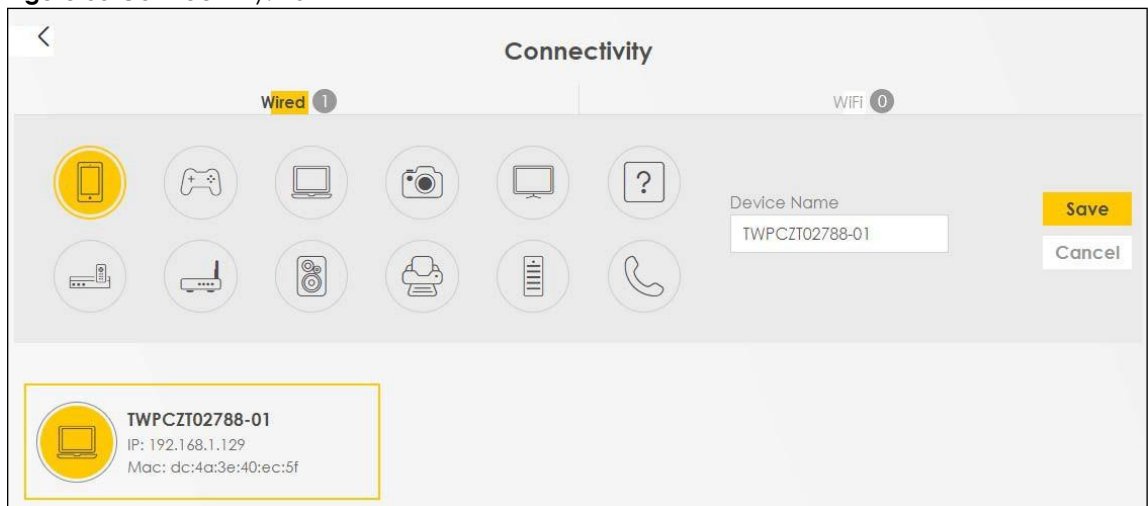 Connectivity
Wired 1
WiFi 0
?
Device Name
TWPCZT02788-01
Save
Cancel
TWPCZT02788-01
IP: 192.168.1.129
Mac: dc:4a:3e:40:ec:5f